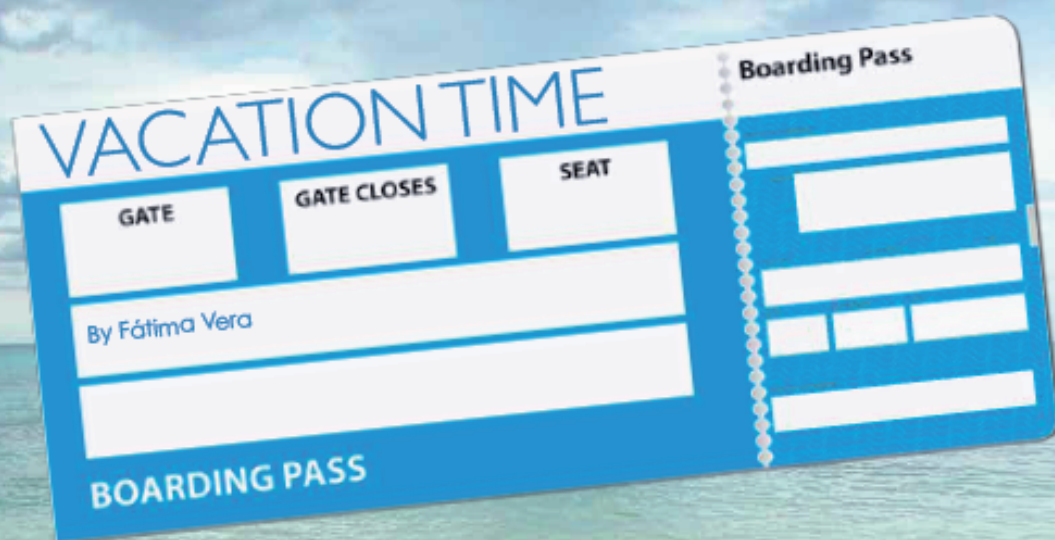 VACATION TIME
Boarding Pass
GATE
GATE CLOSES
SEAT
By Fátima Vera
BOARDING PASS